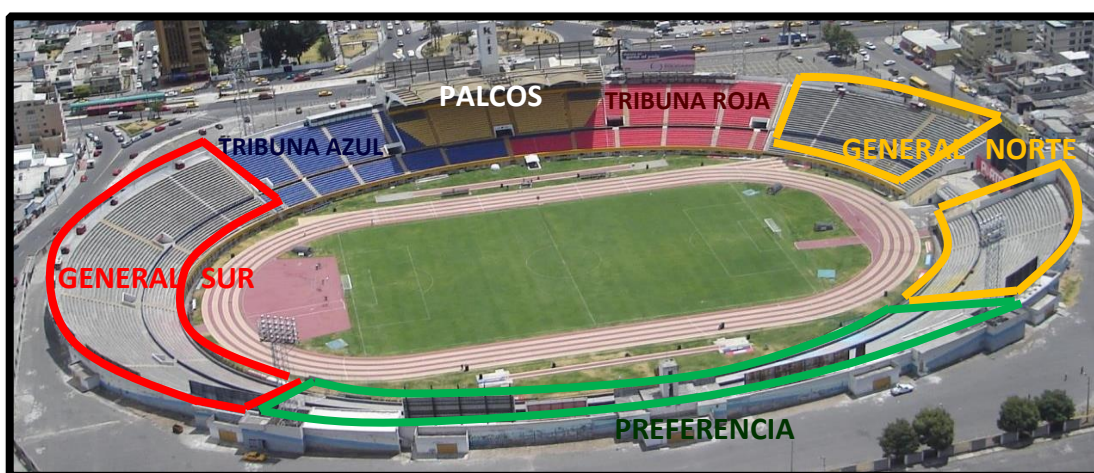 PALCOS
TRIBUNA ROJA
TRIBUNA AZUL
GENERAL NORTE
GENERAL SUR
PREFERENCIA